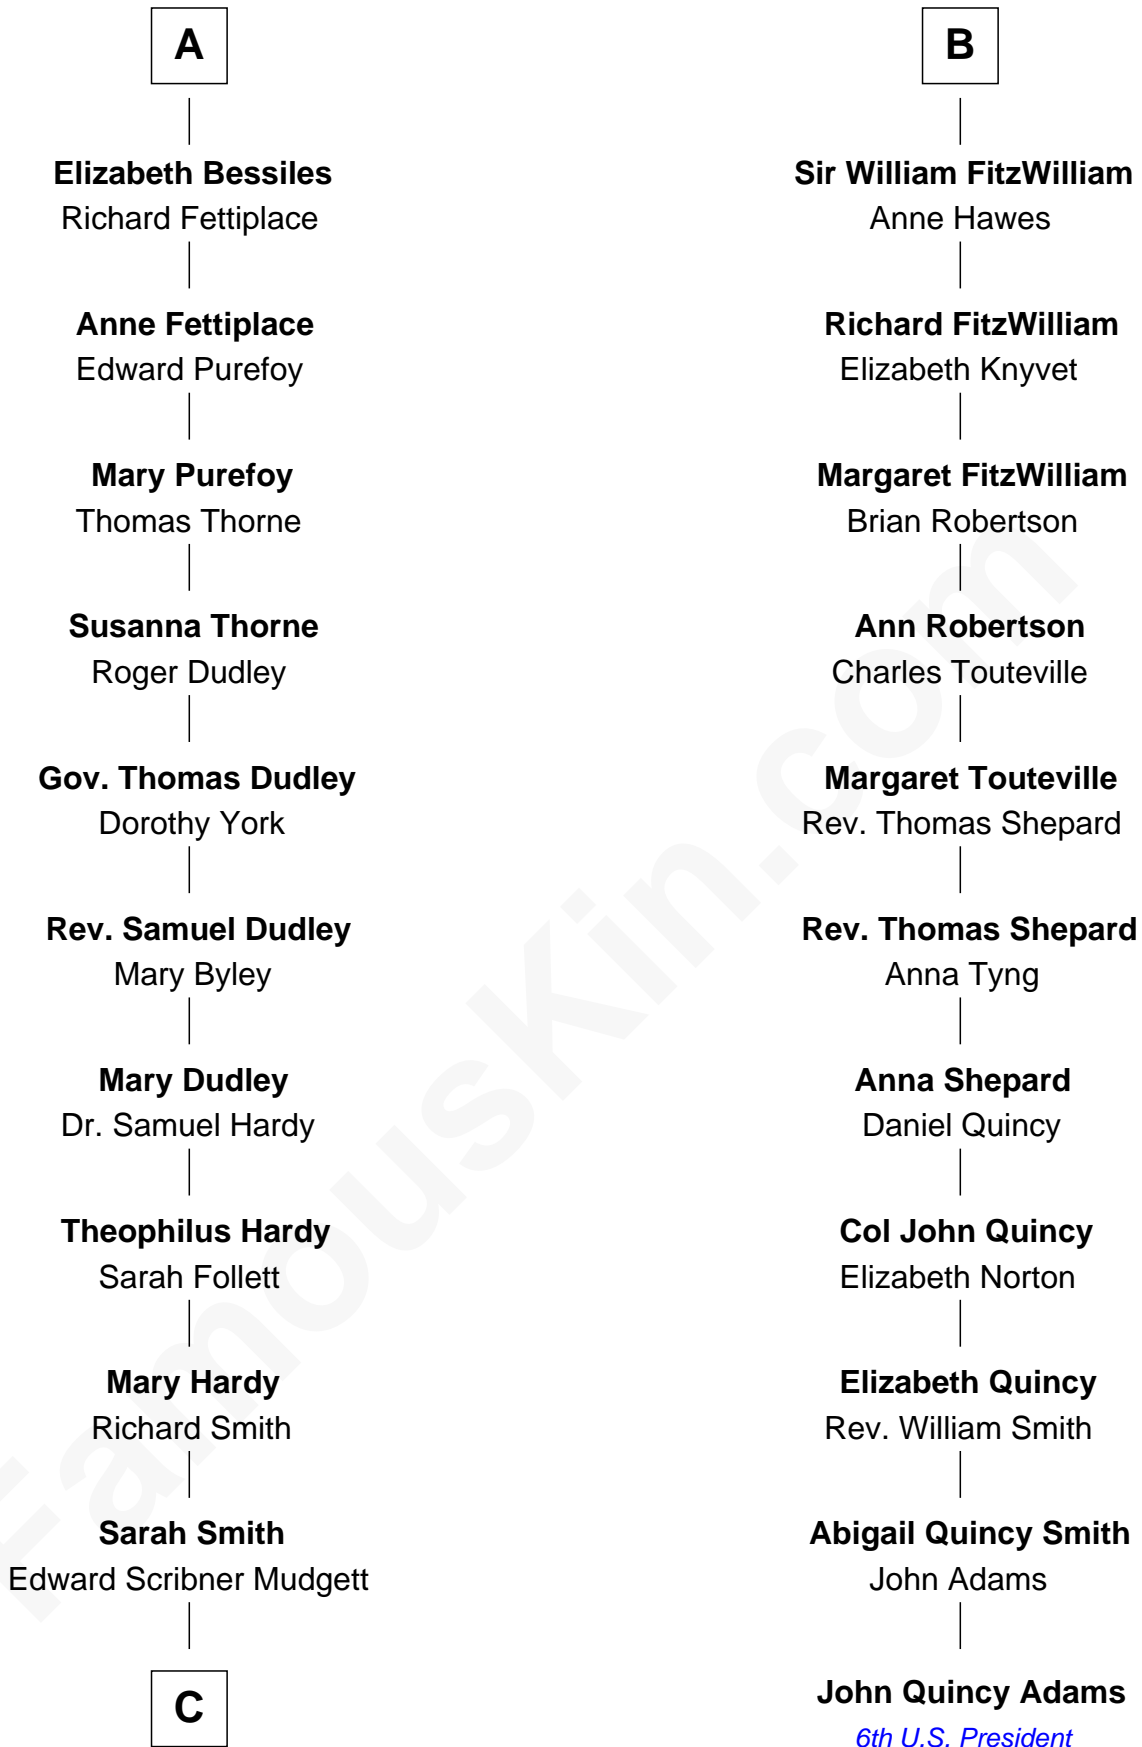 A
Elizabeth Bessiles
Richard Fettiplace
Anne Fettiplace
Edward Purefoy
Mary Purefoy
Thomas Thorne
Susanna Thorne
Roger Dudley
Gov. Thomas Dudley
Dorothy York
Rev. Samuel Dudley
Mary Byley
Mary Dudley
Dr. Samuel Hardy
Theophilus Hardy
Sarah Follett
Mary Hardy
Richard Smith
Sarah Smith
Edward Scribner Mudgett
C
B
Sir William FitzWilliam
Anne Hawes
Richard FitzWilliam
Elizabeth Knyvet
Margaret FitzWilliam
Brian Robertson
Ann Robertson
Charles Touteville
Margaret Touteville
Rev. Thomas Shepard
Rev. Thomas Shepard
Anna Tyng
Anna Shepard
Daniel Quincy
Col John Quincy
Elizabeth Norton
Elizabeth Quincy
Rev. William Smith
Abigail Quincy Smith
John Adams
John Quincy Adams
6th U.S. President
FamousKin.com